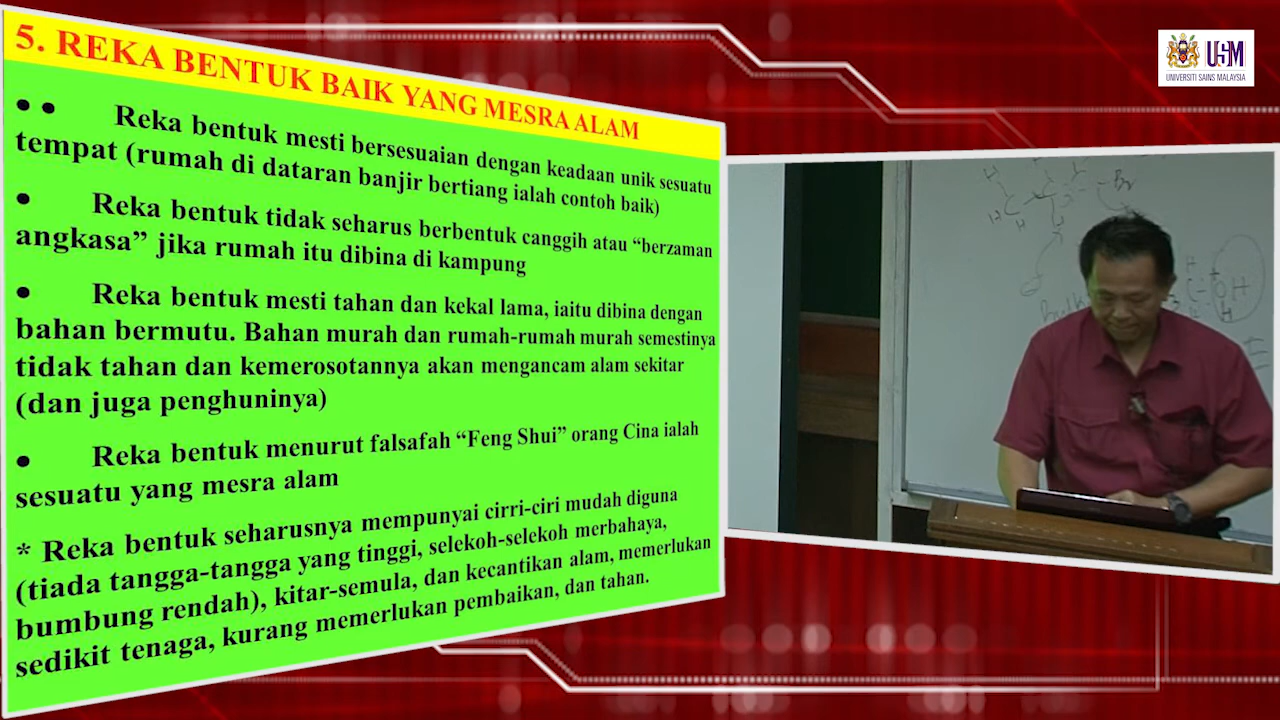 5. REKA BENTUK BAIK YANG MESRA ALAM
• • Reka bentuk mesti bersesuaian dengan keadaan unik sesuatu
tempat (rumah di dataran banjir bertiang ialah contoh baik)
• Reka bentuk tidak seharus berbentuk canggih atau “berzaman
angkasa” jika rumah itu dibina di kampung
• Reka bentuk mesti tahan dan kekal lama, iaitu dibina dengan
bahan bermutu. Bahan murah dan rumah-rumah murah semestinya
tidak tahan dan kemerosotannya akan mengancam alam sekitar
(dan juga penghuninya)
• Reka bentuk menurut falsafah “Feng Shui” orang Cina ialah
sesuatu yang mesra alam
* Reka bentuk seharusnya mempunyai cirri-ciri mudah diguna
(tiada tangga-tangga yang tinggi, selekoh-selekoh merbahaya,
bumbung rendah), kitar-semula, dan kecantikan alam, memerlukan
sedikit tenaga, kurang memerlukan pembaikan, dan tahan.
USM
UNIVERSITI SAINS MALAYSIA